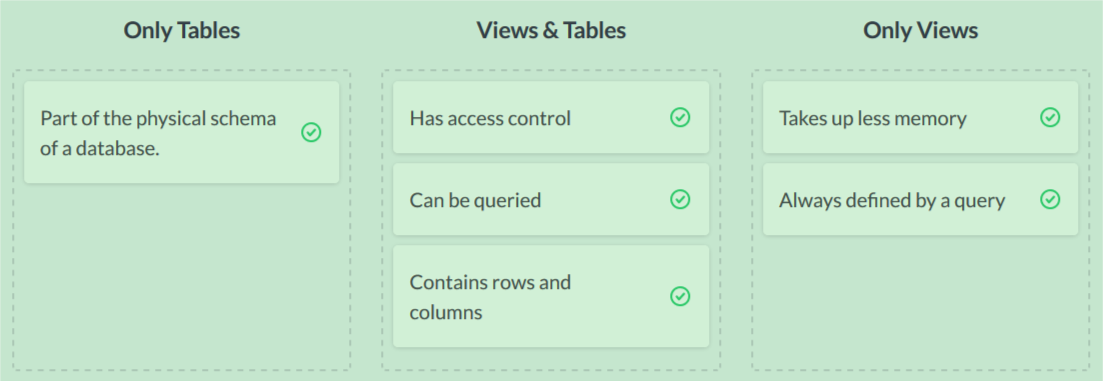 Only Tables
Part of the physical schema
of a database.
Views & Tables
Has access control
Can be queried
Contains rows and
columns
Only Views
Takes up less memory
Always defined by a query